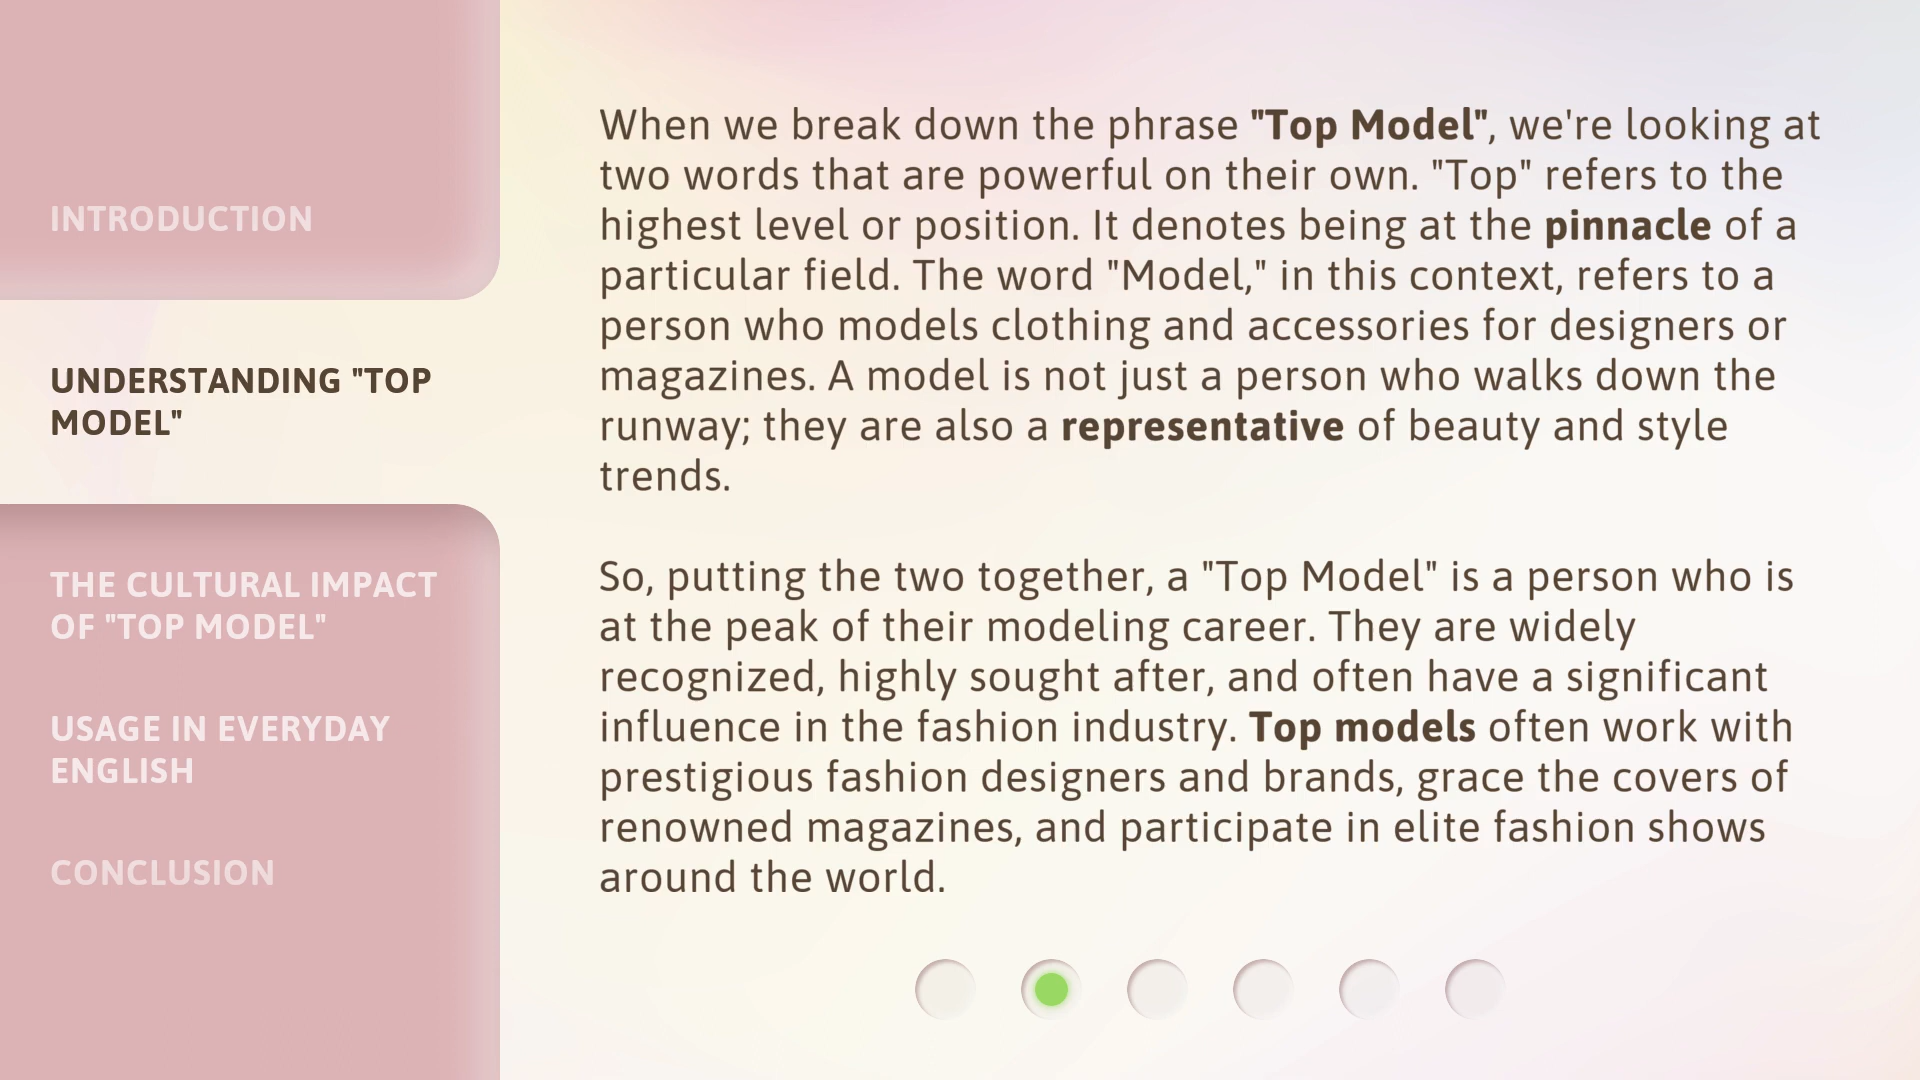 INTRODUCTION
UNDERSTANDING "TOP
MODEL"
THE CULTURAL IMPACT
OF "TOP MODEL"
USAGE IN EVERYDAY
ENGLISH
CONCLUSION
When we break down the phrase "Top Model", we're looking at
two words that are powerful on their own. "Top" refers to the
highest level or position. It denotes being at the pinnacle of a
particular field. The word "Model," in this context, refers to a
person who models clothing and accessories for designers or
magazines. A model is not just a person who walks down the
runway; they are also a representative of beauty and style
trends.
So, putting the two together, a "Top Model" is a person who is
at the peak of their modeling career. They are widely
recognized, highly sought after, and often have a significant
influence in the fashion industry. Top models often work with
prestigious fashion designers and brands, grace the covers of
renowned magazines, and participate in elite fashion shows
around the world.